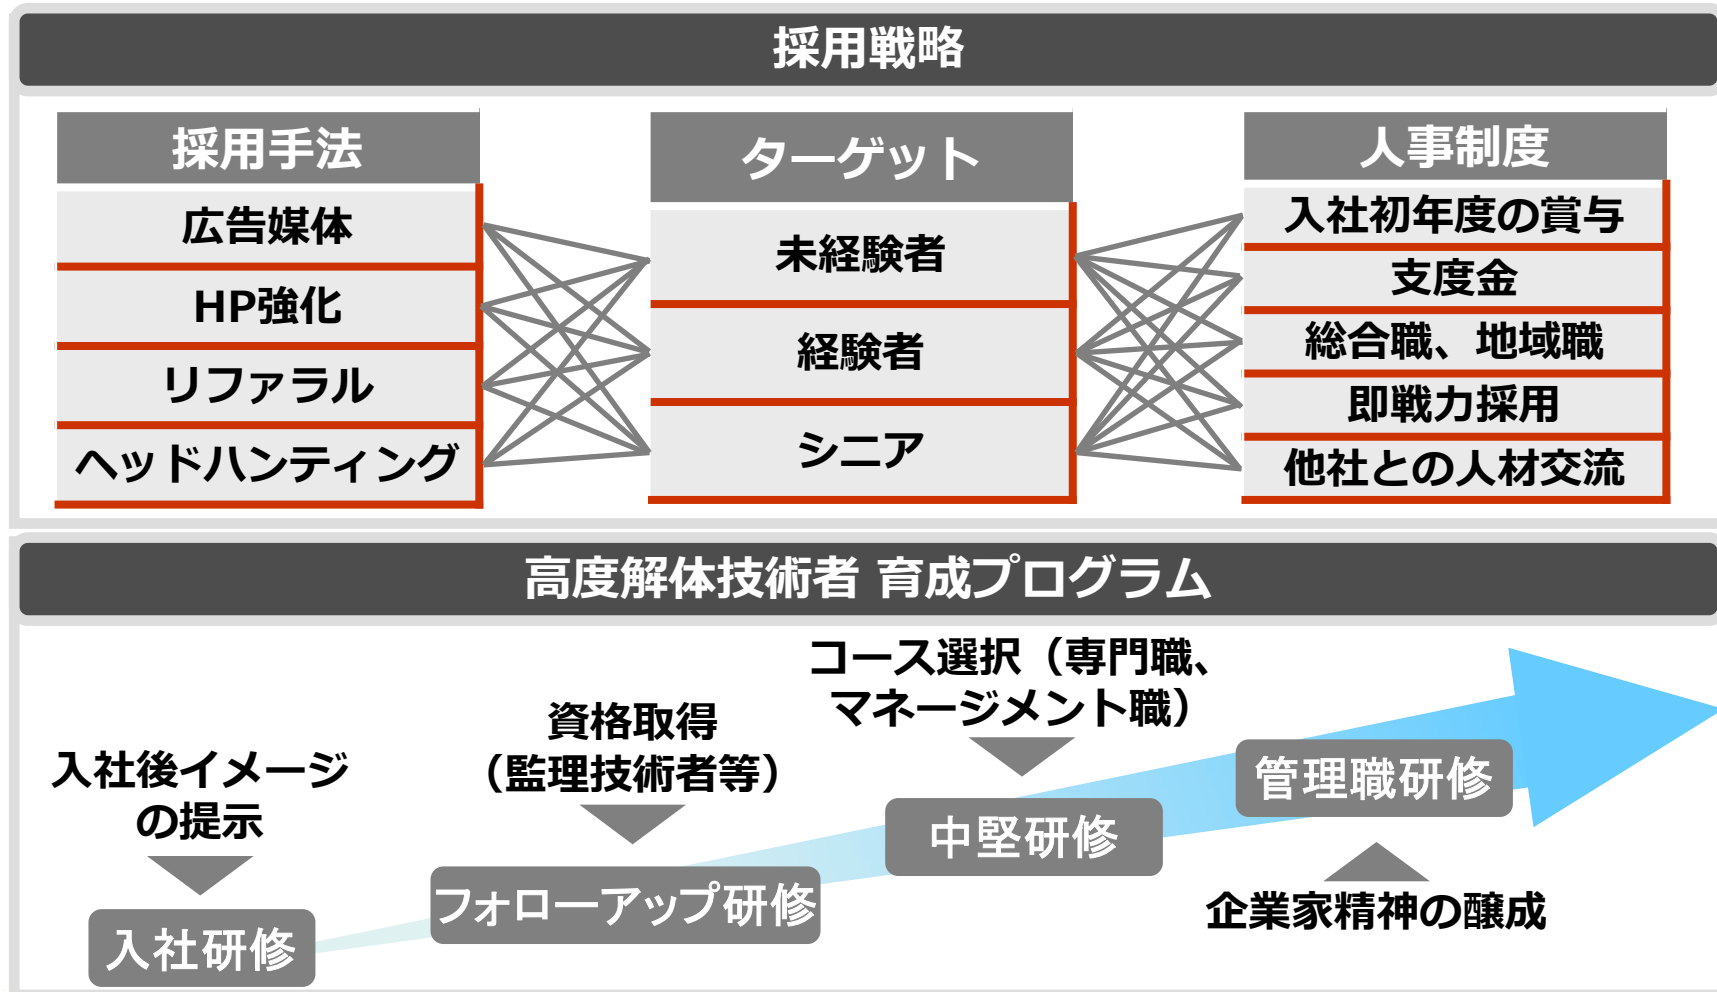 採用戦略
採用手法
広告媒体
HP強化
リファラル
ヘッドハンティング
ターゲット
未経験者
経験者
シニア
人事制度
入社初年度の賞与
支度金
総合職、地域職
即戦力採用
他社との人材交流
高度解体技術者 育成プログラム
入社後イメージ
の提示
入社研修
資格取得
（監理技術者等）
フォローアップ研修
コース選択（専門職、
マネージメント職）
中堅研修
管理職研修
企業家精神の醸成